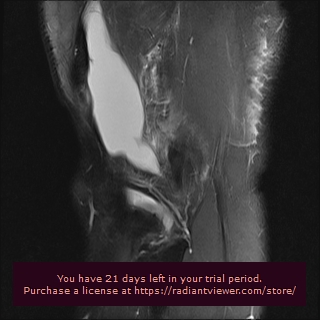 You have 21 days left in your trial period.
Purchase a license at https://radiantviewer.com/store/